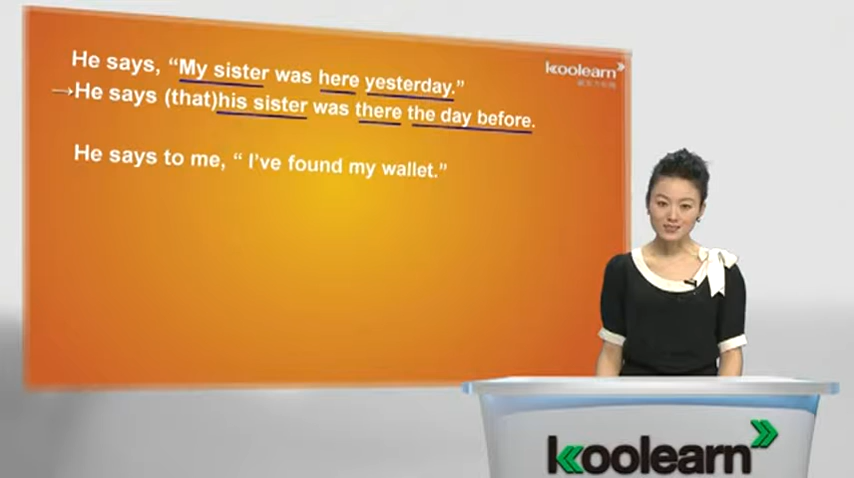 He says, “My sister was here yesterday.”
→He says (that)his sister was there the day before.
He says to me, “ I’ve found my wallet.”
koolearn
koolearn